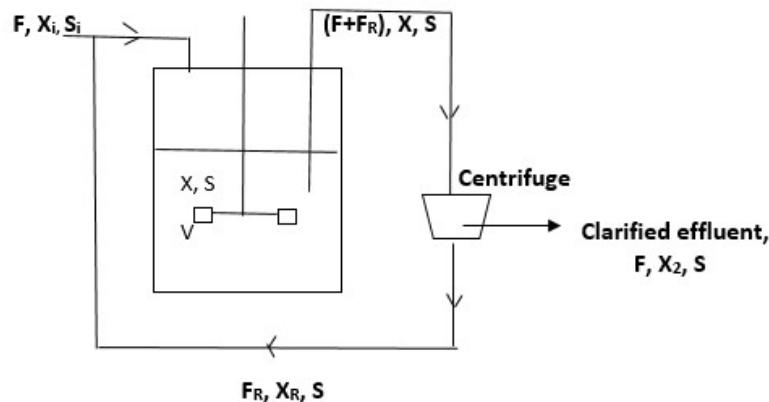 F, Xi, Si
(F+FR), X, S
X, S
V
Centrifuge
Clarified effluent,
F, X2, S
FR, XR, S